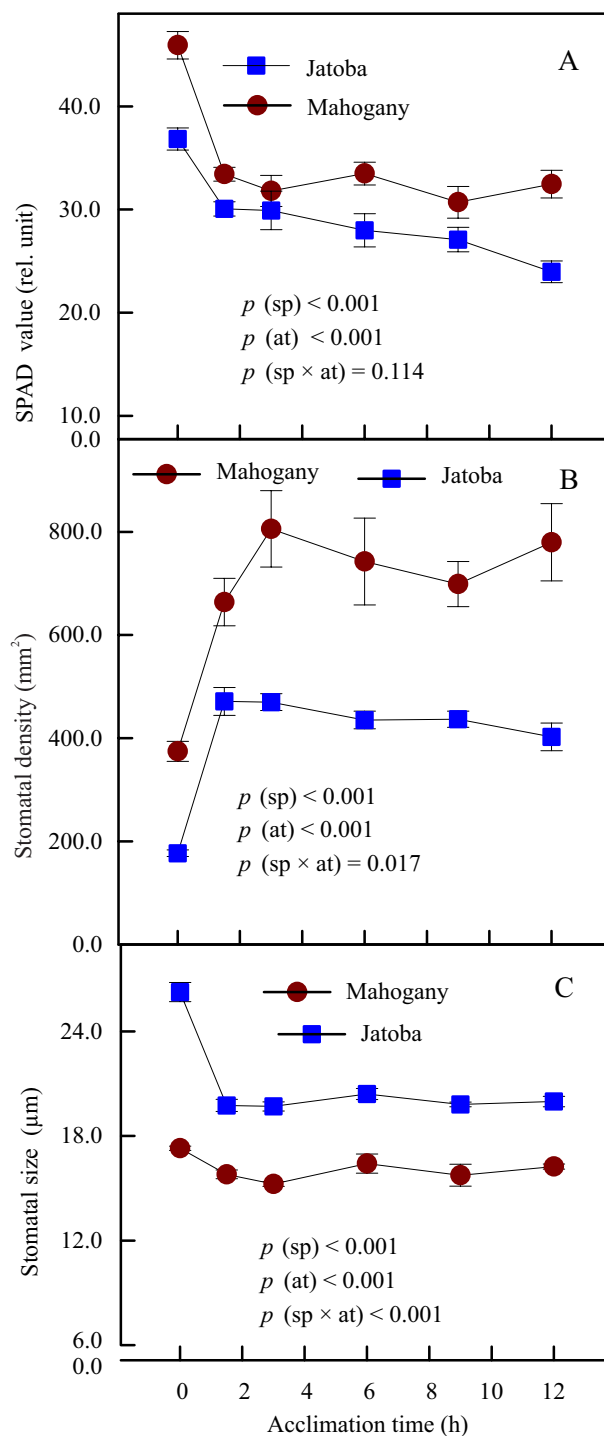 A
Jatoba
Mahogany
40.0
30.0
20.0
10.0
0.0
SPAD value (rel. unit)
p (sp) < 0.001
p (at) < 0.001
p (sp × at) = 0.114
B
Mahogany Jatoba
800.0
600.0
400.0
200.0
0.0
Stomatal density (mm²)
p (sp) < 0.001
p (at) < 0.001
p (sp × at) = 0.017
C
Mahogany
Jatoba
24.0
18.0
12.0
6.0
0.0
Stomatal size (µm)
p (sp) < 0.001
p (at) < 0.001
p (sp × at) < 0.001
0 2 4 6 8 10 12
Acclimation time (h)